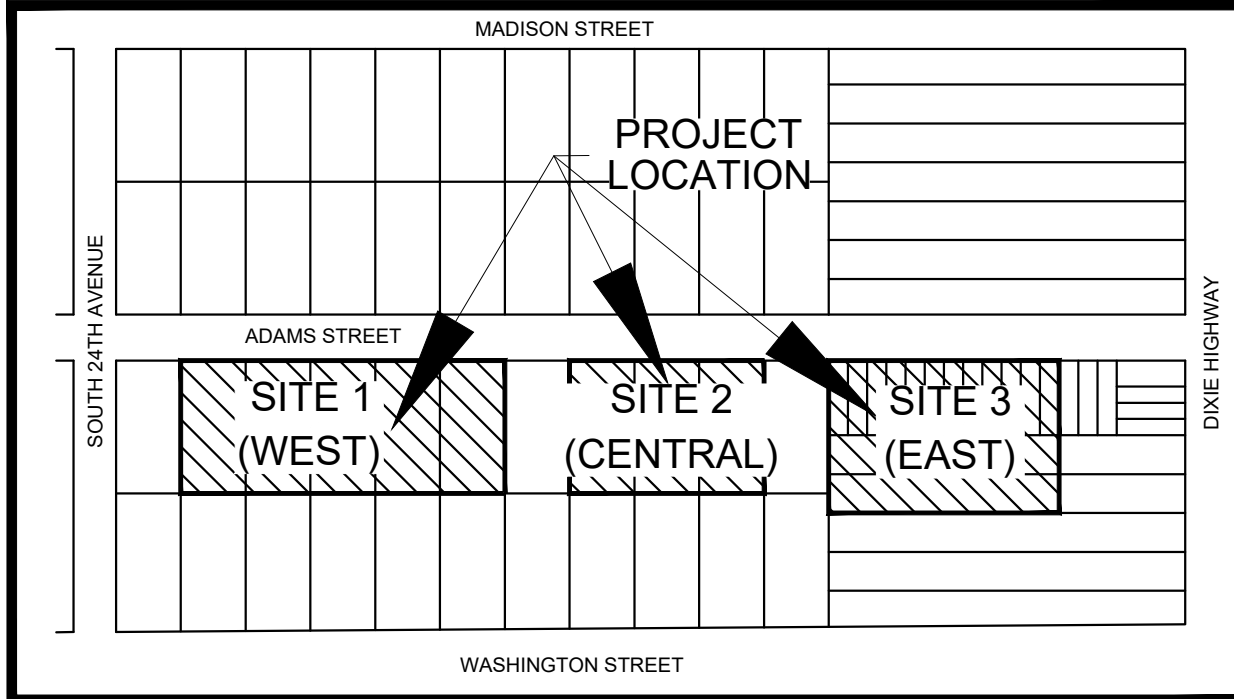 MADISON STREET
PROJECT
LOCATION
SOUTH 24TH AVENUE
ADAMS STREET
DIXIE HIGHWAY
SITE 1
(WEST)
SITE 2
(CENTRAL)
SITE 3
(EAST)
WASHINGTON STREET